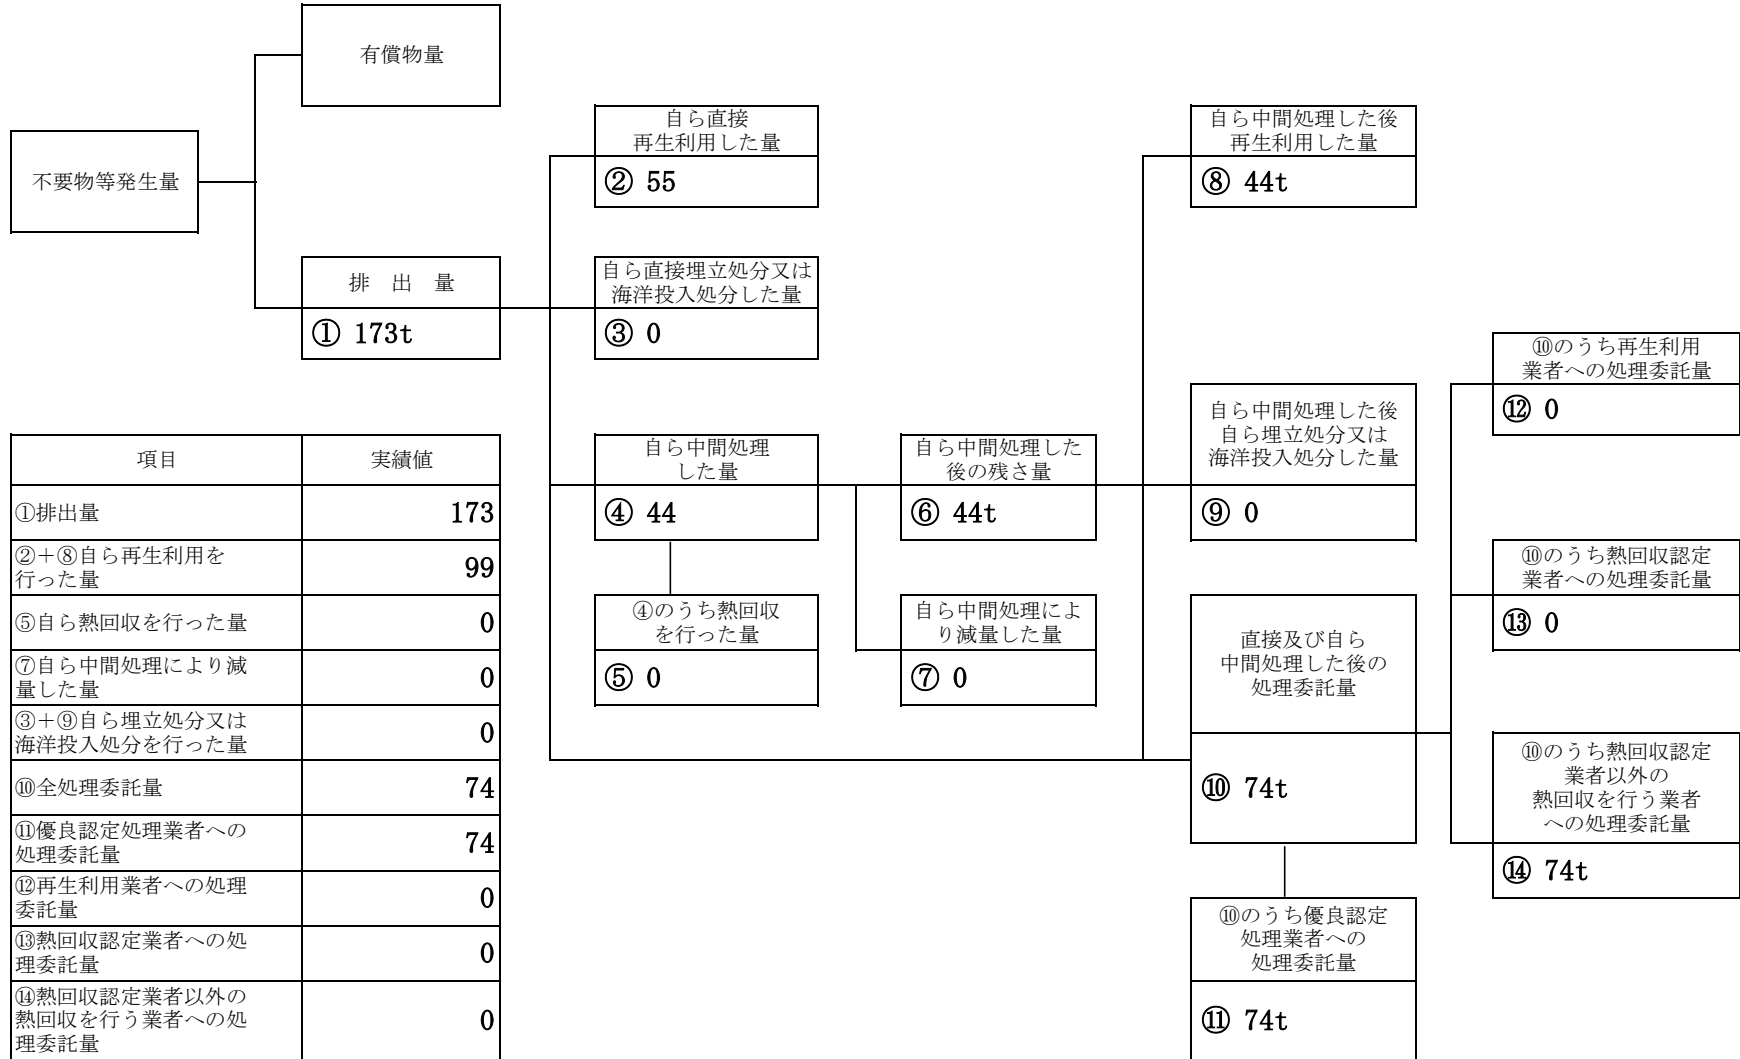 有償物量
不要物等発生量
排　出　量
① 173t
自ら直接
再生利用した量
② 55
自ら直接埋立処分又は
海洋投入処分した量
③ 0
自ら中間処理
した量
④ 44
④のうち熱回収
を行った量
⑤ 0
自ら中間処理した
後の残さ量
⑥ 44t
自ら中間処理によ
り減量した量
⑦ 0
自ら中間処理した後
再生利用した量
⑧ 44t
自ら中間処理した後
自ら埋立処分又は
海洋投入処分した量
⑨ 0
直接及び自ら
中間処理した後の
処理委託量
⑩ 74t
⑩のうち優良認定
処理業者への
処理委託量
⑪ 74t
⑩のうち再生利用
業者への処理委託量
⑫ 0
⑩のうち熱回収認定
業者への処理委託量
⑬ 0
⑩のうち熱回収認定
業者以外の
熱回収を行う業者
への処理委託量
⑭ 74t
項目 実績値
①排出量 173
②＋⑧自ら再生利用を
行った量 99
⑤自ら熱回収を行った量 0
⑦自ら中間処理により減
量した量 0
③＋⑨自ら埋立処分又は
海洋投入処分を行った量 0
⑩全処理委託量 74
⑪優良認定処理業者への
処理委託量 74
⑫再生利用業者への処理
委託量 0
⑬熱回収認定業者への処
理委託量 0
⑭熱回収認定業者以外の
熱回収を行う業者への処
理委託量 0